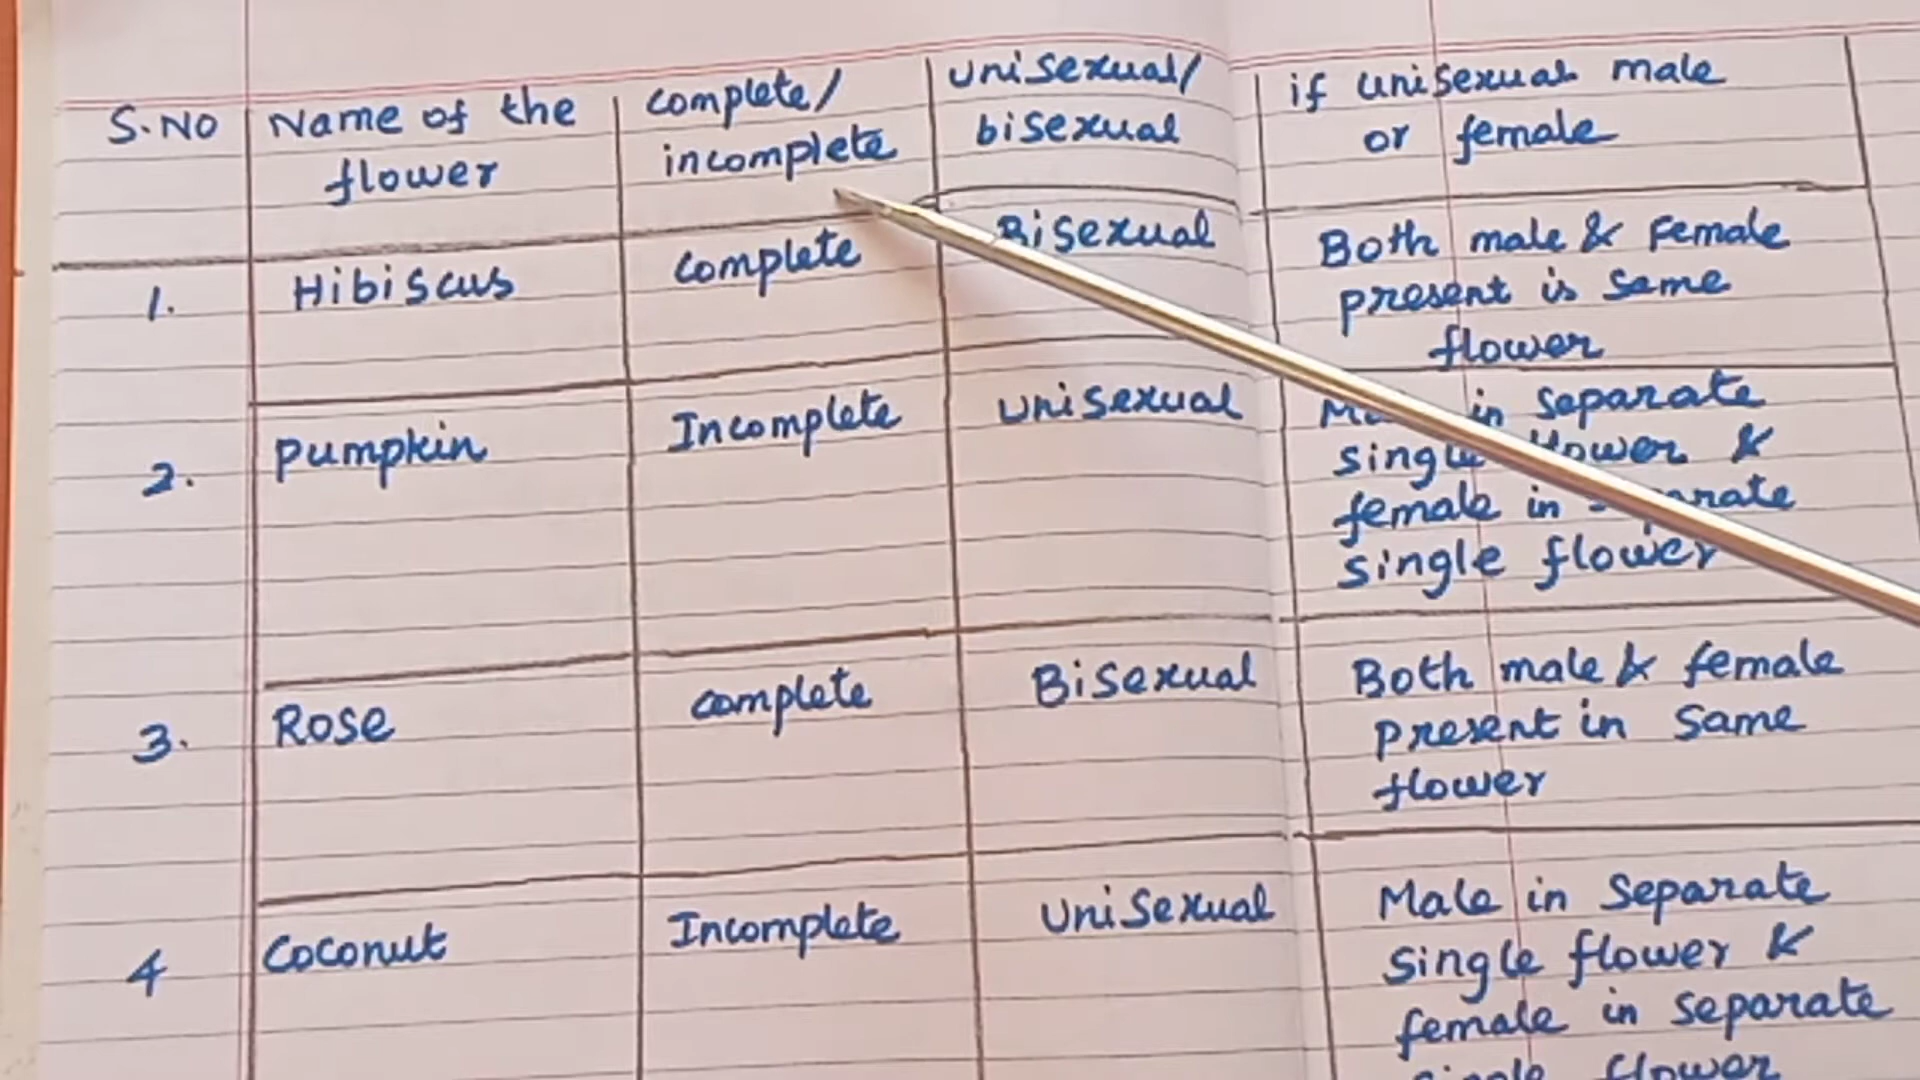 S.No
Name of the
flower
complete/
incomplete
unisexual/
bisexual
if unisexual male
or female
1.
Hibiscus
complete
Bisexual
Both male & female
present is same
flower
2.
Pumpkin
Incomplete
unisexual
in separate
single flower &
female in
single flower
3.
Rose
complete
Bisexual
Both male & female
present in same
flower
4
Coconut
Incomplete
Unisexual
Male in Separate
single flower &
female in separate
single flower